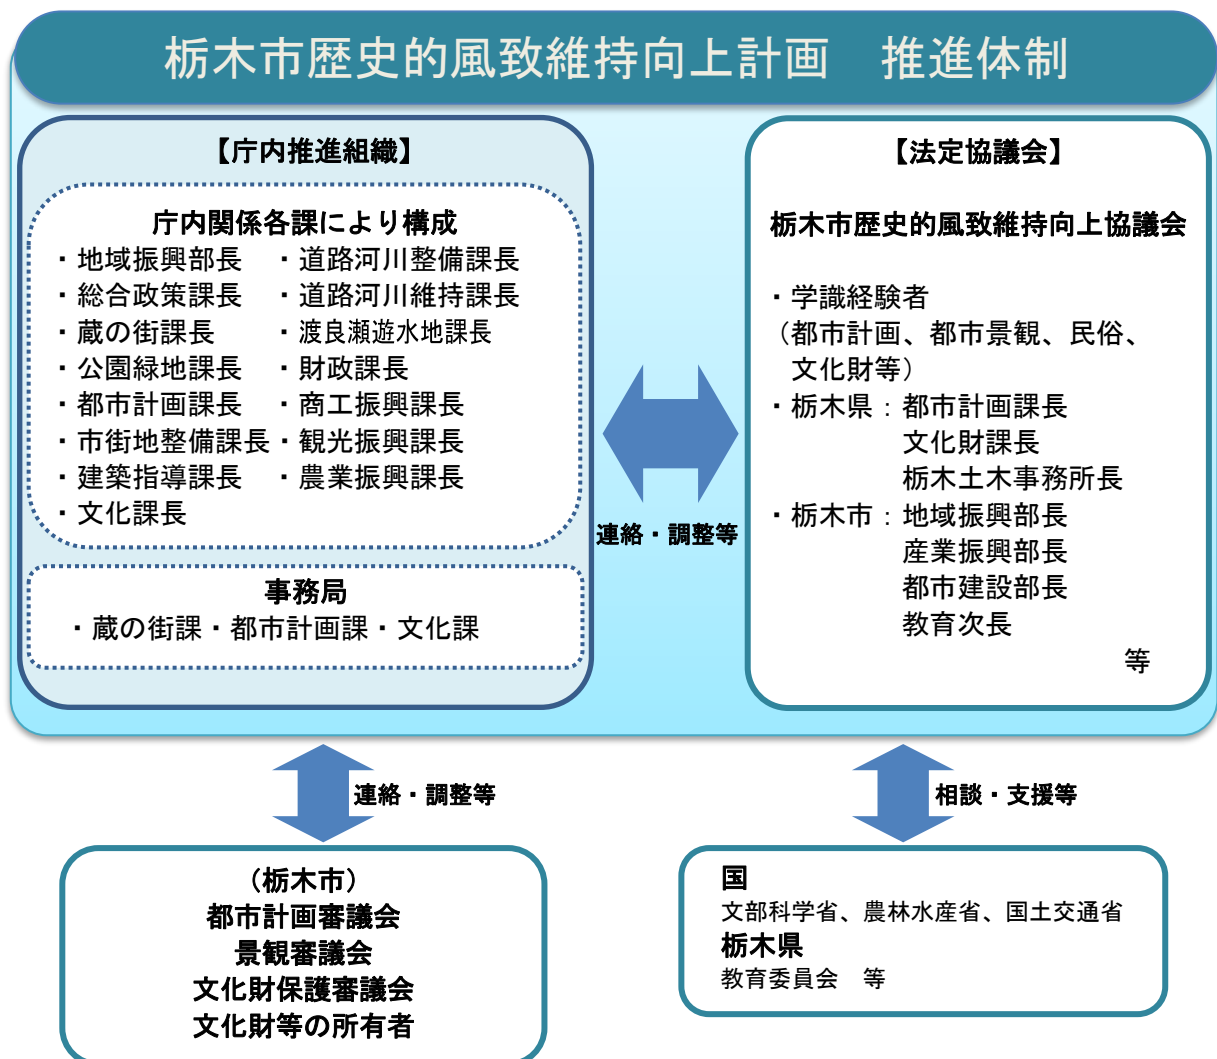 栃木市歴史的風致維持向上計画　推進体制
【庁内推進組織】
庁内関係各課により構成
・地域振興部長　・道路河川整備課長
・総合政策課長　・道路河川維持課長
・蔵の街課長　・渡良瀬遊水地課長
・公園緑地課長　・財政課長
・都市計画課長　・商工振興課長
・市街地整備課長・観光振興課長
・建築指導課長　・農業振興課長
・文化課長
事務局
・蔵の街課・都市計画課・文化課
連絡・調整等
【法定協議会】
栃木市歴史的風致維持向上協議会
・学識経験者
（都市計画、都市景観、民俗、
文化財等）
・栃木県：都市計画課長
文化財課長
栃木土木事務所長
・栃木市：地域振興部長
産業振興部長
都市建設部長
教育次長
等
連絡・調整等
（栃木市）
都市計画審議会
景観審議会
文化財保護審議会
文化財等の所有者
相談・支援等
国
文部科学省、農林水産省、国土交通省
栃木県
教育委員会　等